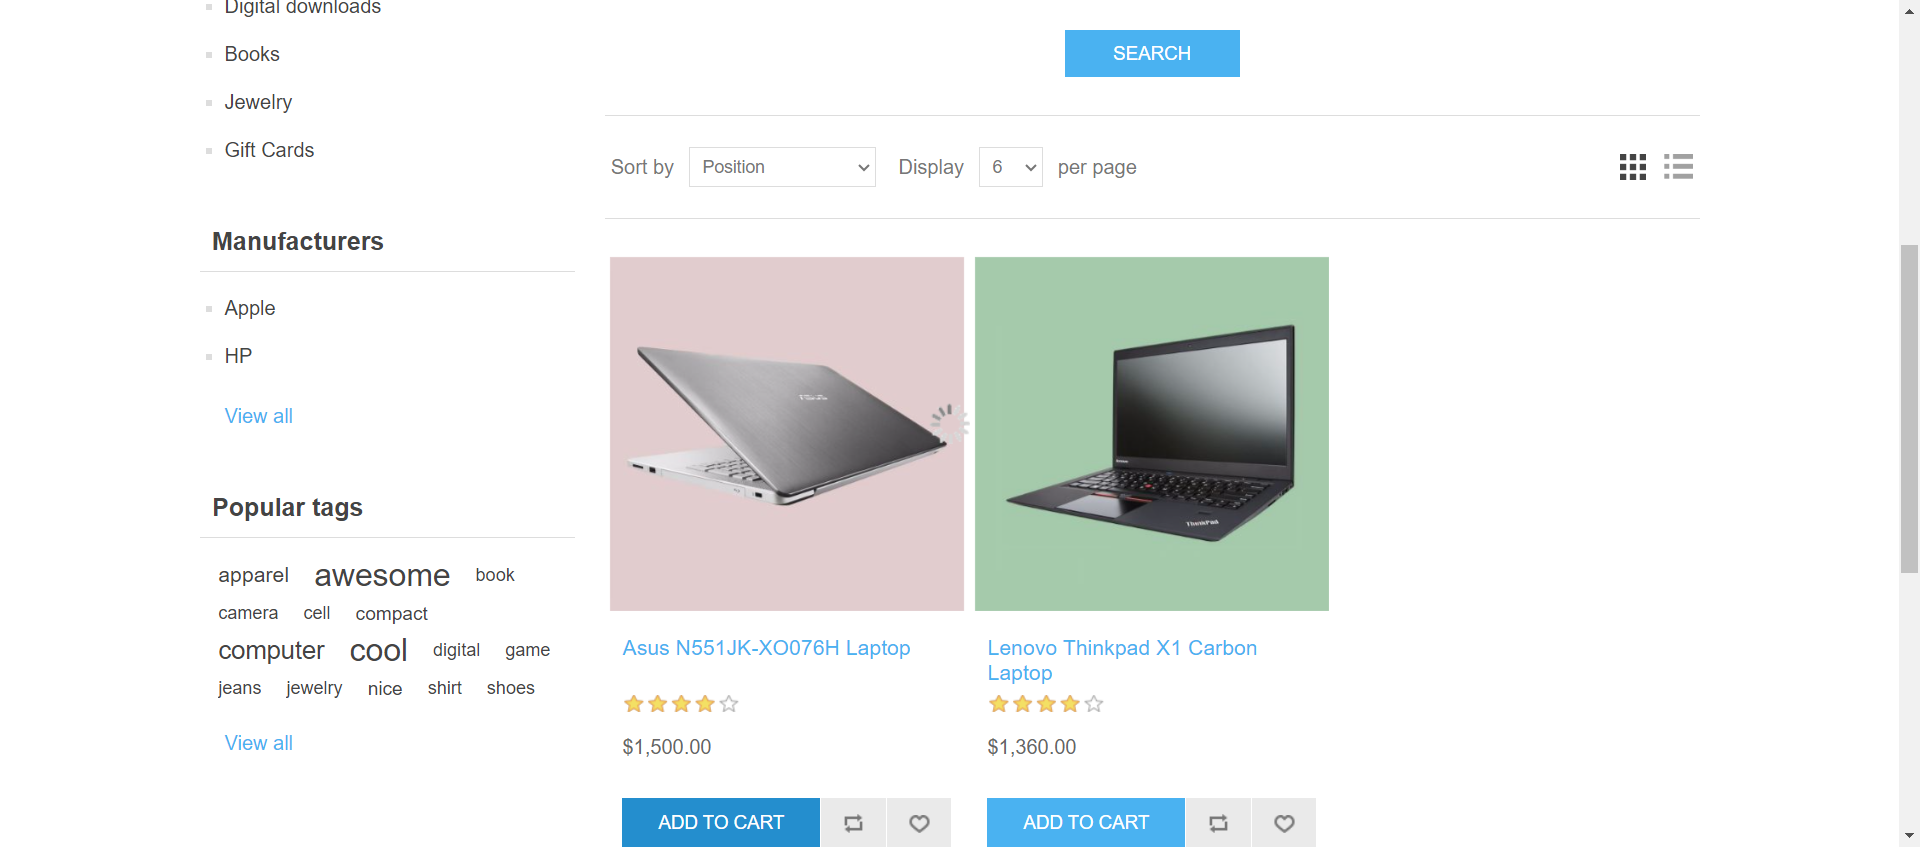 Digital downloads
Books
Jewelry
Gift Cards
Manufacturers
Apple
HP
View all
Popular tags
apparel awesome book
camera cell compact
computer cool digital game
jeans jewelry nice shirt shoes
View all
SEARCH
Sort by Position Display 6 per page
ASUS
ThinkPad
Asus N551JK-XO076H Laptop
$1,500.00
ADD TO CART
Lenovo Thinkpad X1 Carbon
Laptop
$1,360.00
ADD TO CART